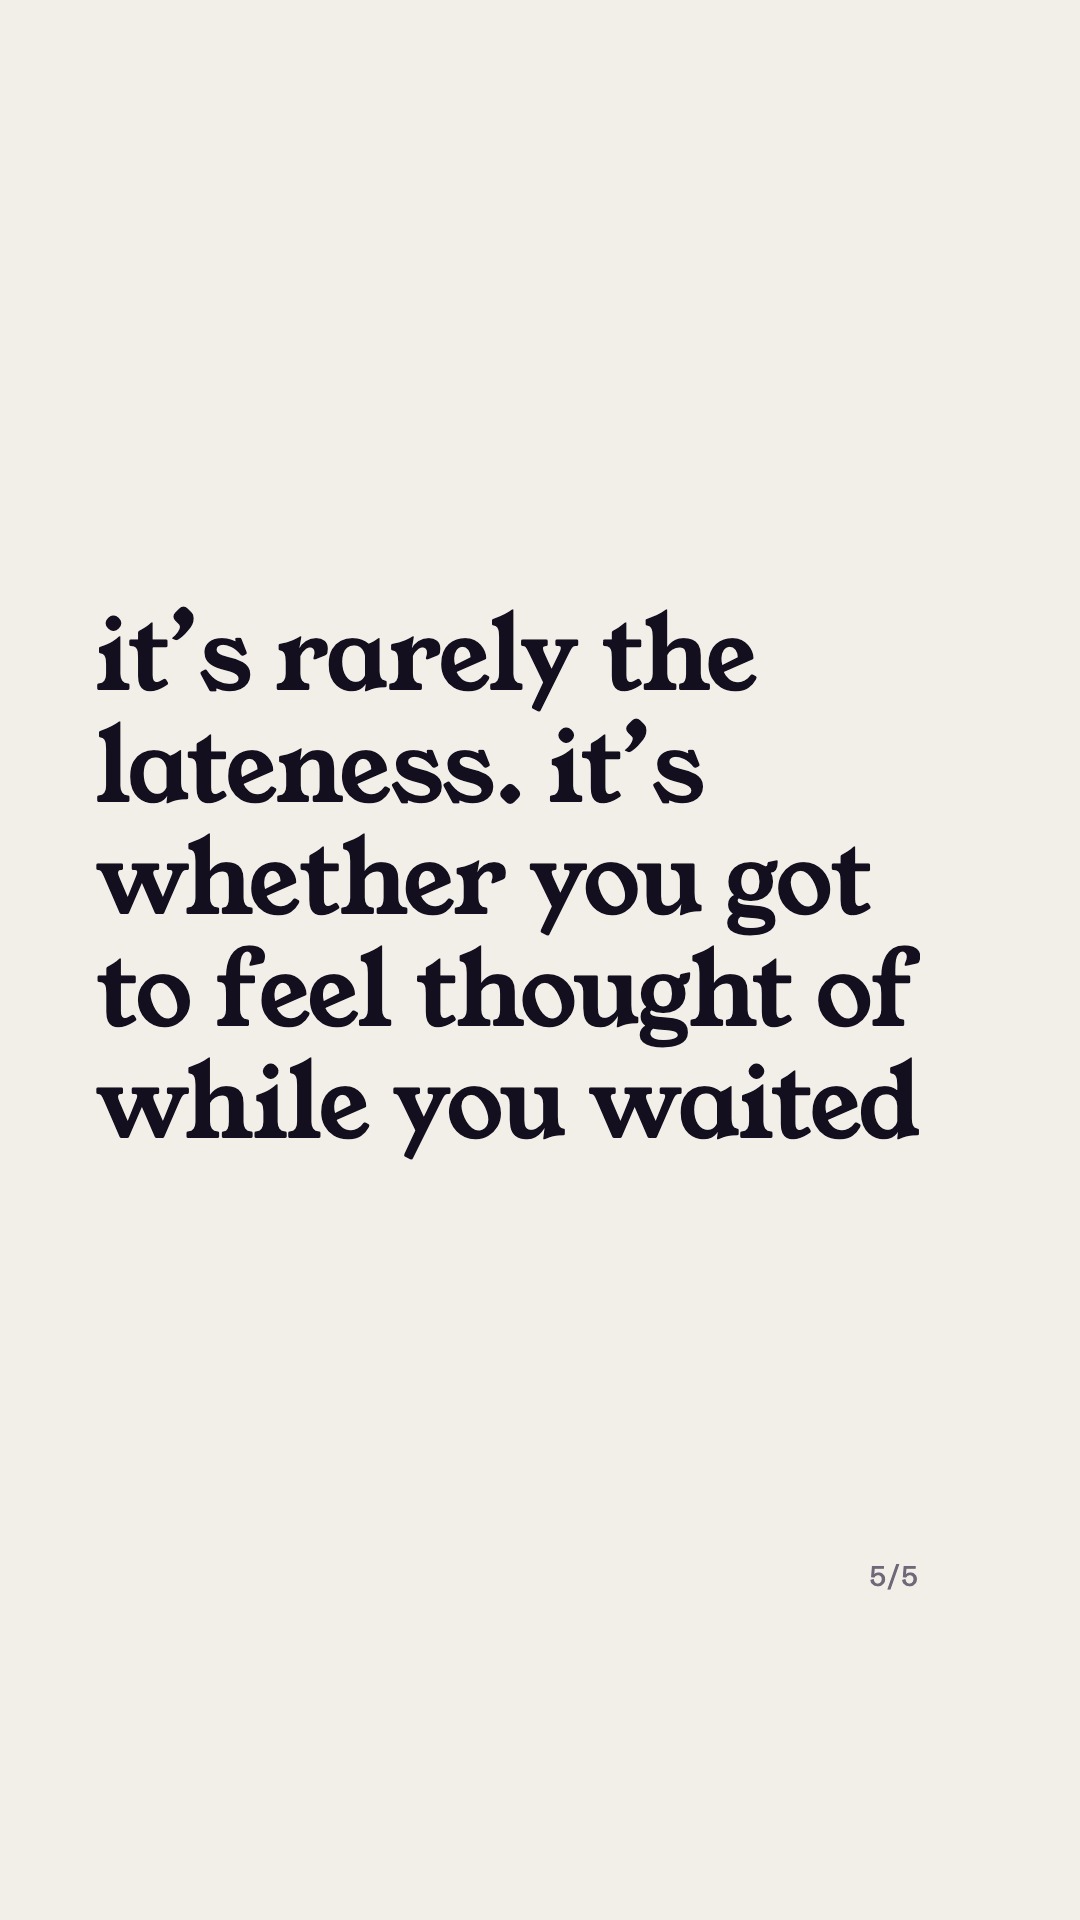 it’s rarely the
lateness. it’s
whether you got
to feel thought of
while you waited
5/5